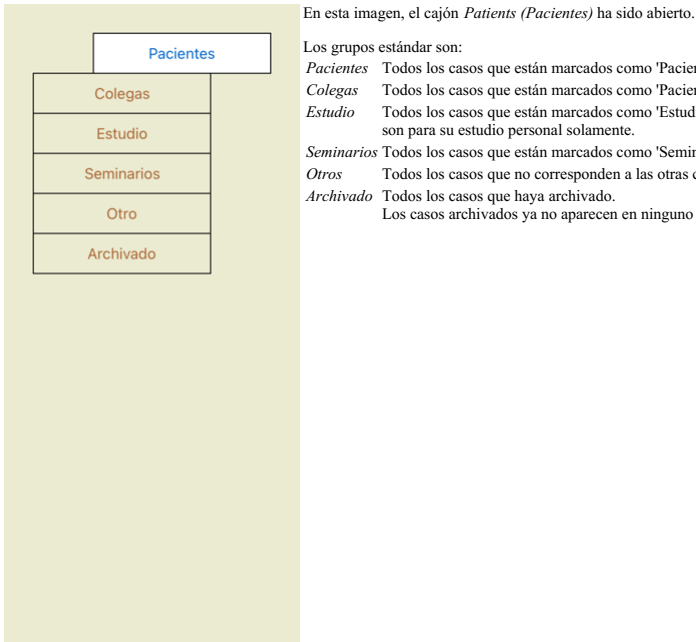 Pacientes
Colegas
Estudio
Seminarios
Otro
Archivado
En esta imagen, el cajón Patients (Pacientes) ha sido abierto.
Los grupos estándar son:
Pacientes Todos los casos que están marcados como
Colegas Todos los casos que están marcados como
Estudio Todos los casos que están marcados como
son para su estudio personal solamente.
Seminarios Todos los casos que están marcados como
Otros Todos los casos que no corresponden a las otras
Archivado Todos los casos que haya archivado.
Los casos archivados ya no aparecen en ninguno